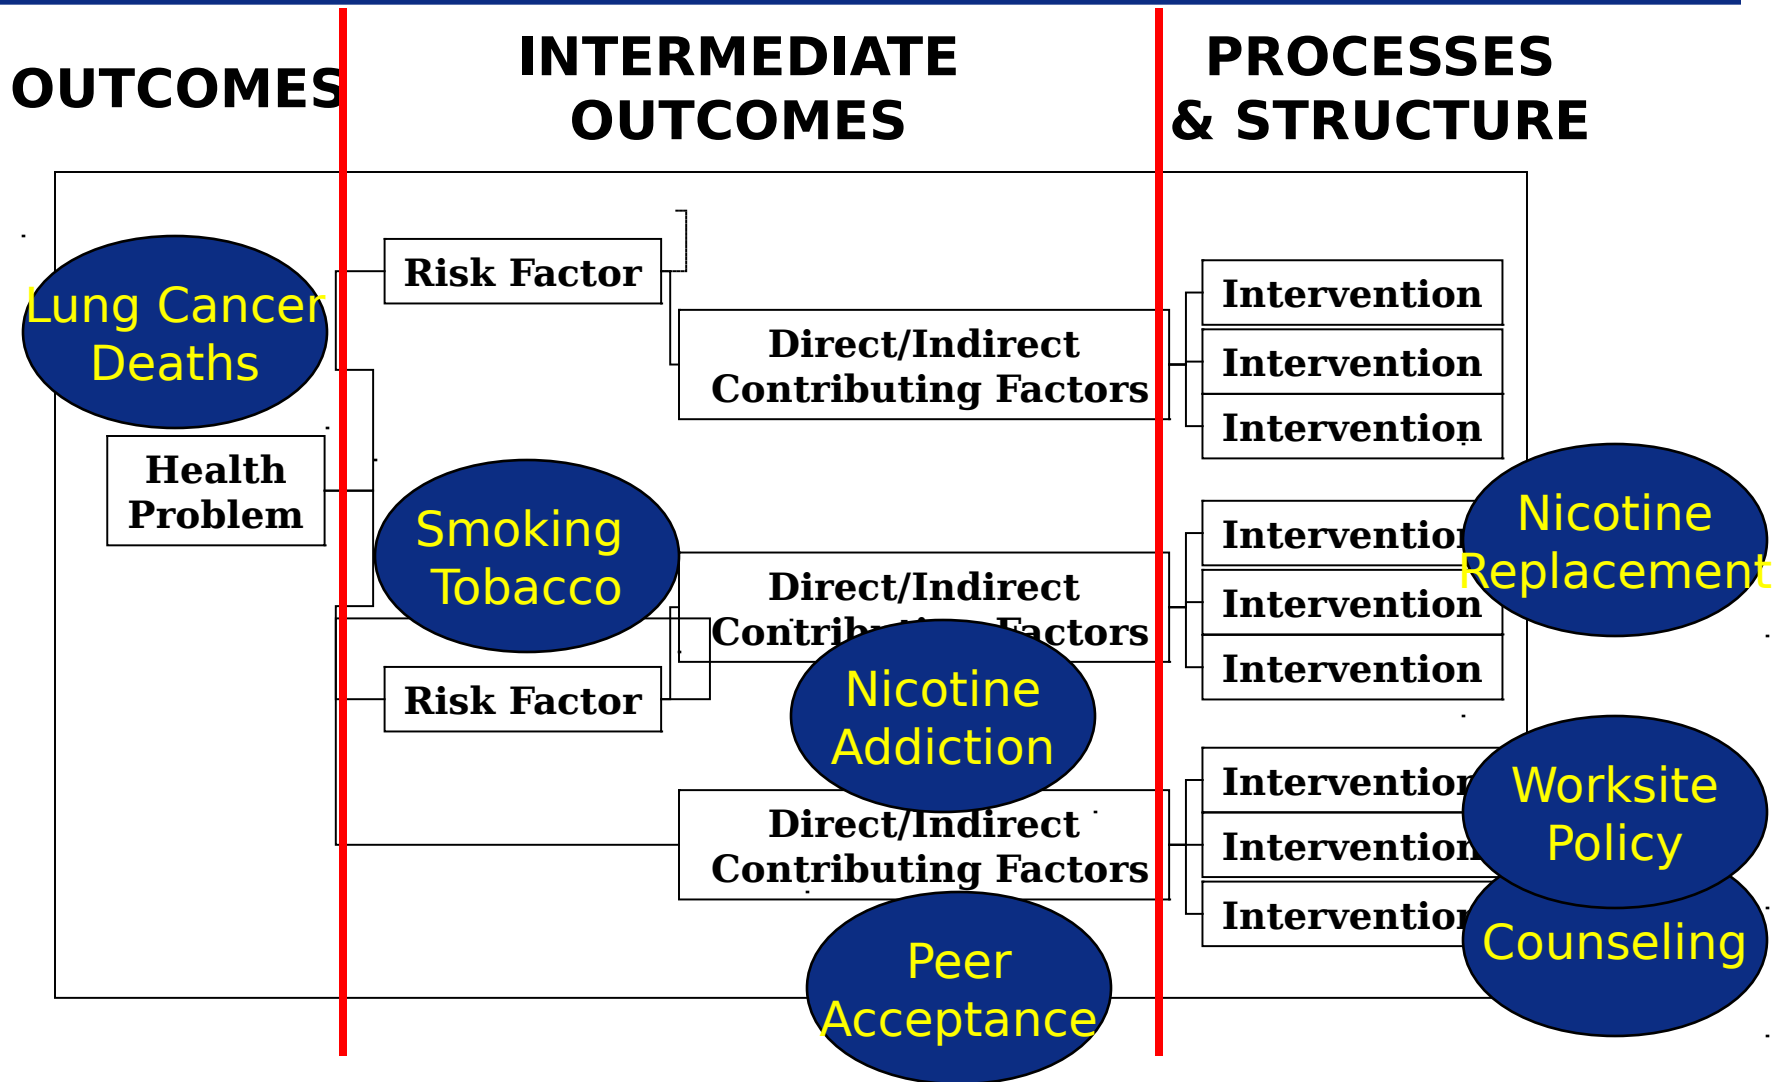 OUTCOMES
INTERMEDIATE
OUTCOMES
PROCESSES
& STRUCTURE
Lung Cancer
Deaths
Health
Problem
Risk Factor
Direct/Indirect
Contributing Factors
Intervention
Intervention
Intervention
Smoking
Tobacco
Risk Factor
Direct/Indirect
Contributing Factors
Nicotine
Addiction
Intervention
Intervention
Intervention
Nicotine
Replacement
Direct/Indirect
Contributing Factors
Peer
Acceptance
Intervention
Intervention
Intervention
Worksite
Policy
Counseling